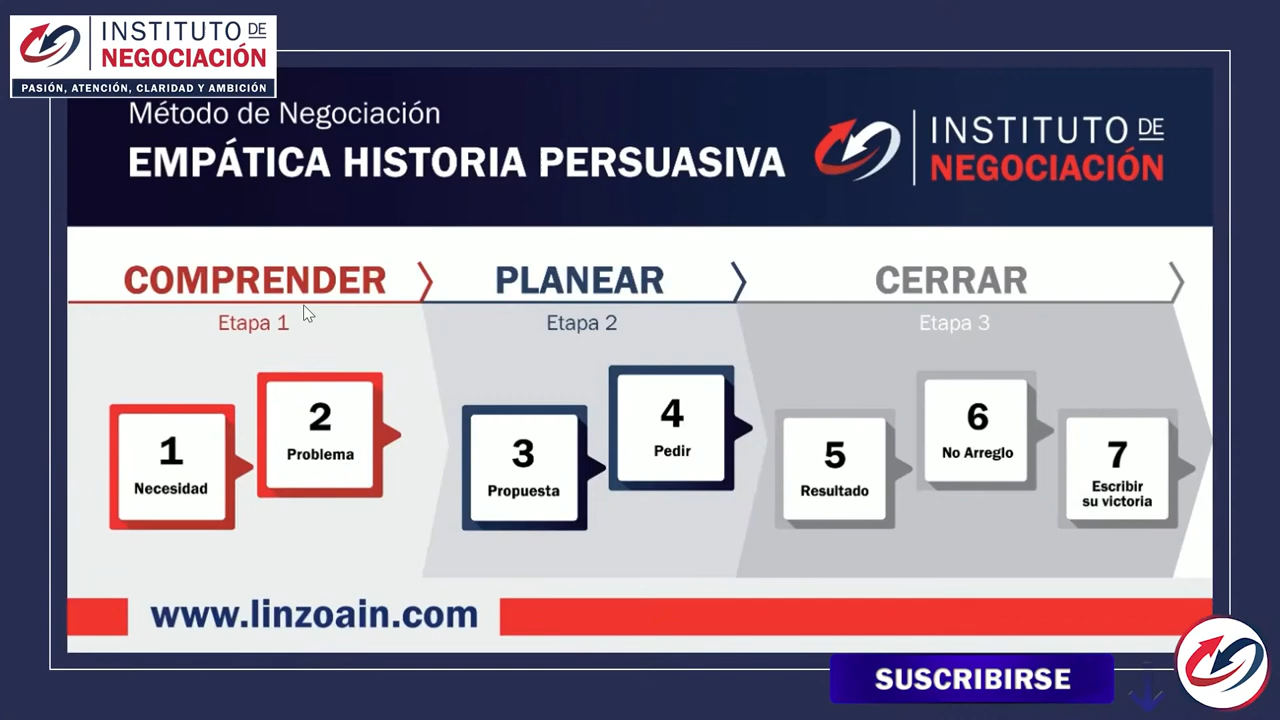 INSTITUTO DE
NEGOCIACIÓN
PASIÓN, ATENCIÓN, CLARIDAD Y AMBICIÓN
Método de Negociación
EMPÁTICA HISTORIA PERSUASIVA
INSTITUTO DE
NEGOCIACIÓN
COMPRENDER
Etapa 1
PLANEAR
Etapa 2
CERRAR
Etapa 3
1
Necesidad
2
Problema
3
Propuesta
4
Pedir
5
Resultado
6
No Arreglo
7
Escribir
su victoria
www.linzoain.com
SUSCRIBIRSE